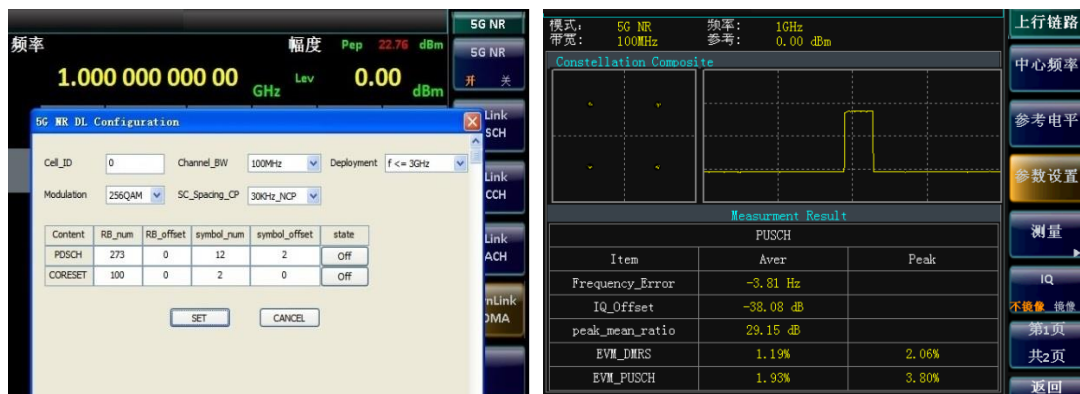 5G NR
频率
幅度 Pep 22.76 dBm
1.000 000 000 00 GHz
Lev 0.00 dBm
5G NR
开 关
5G NR DL Configuration
Cell_ID 0 Channel_BW 100MHz Deployment f <= 3GHz
Modulation 256QAM SC_Spacing_CP 30KHz_NCP
Content RB_num RB_offset symbol_num symbol_offset state
PDSCH 273 0 12 2 Off
CORESET 100 0 2 0 Off
SET CANCEL
Link
SCH
Link
CCH
Link
ACH
nLink
OMA
模式: 5G NR 频率: 1GHz
带宽: 100MHz 参考: 0.00 dBm
Constellation Composite
Measurment Result
PUSCH
Item Aver Peak
Frequency_Error -3.81 Hz
IQ_Offset -38.08 dB
peak_mean_ratio 29.15 dB
EVM_DMRS 1.19% 2.06%
EVM_PUSCH 1.93% 3.80%
上行链路
中心频率
参考电平
参数设置
测量
IQ
不镜像 镜像
第1页
共2页
返回